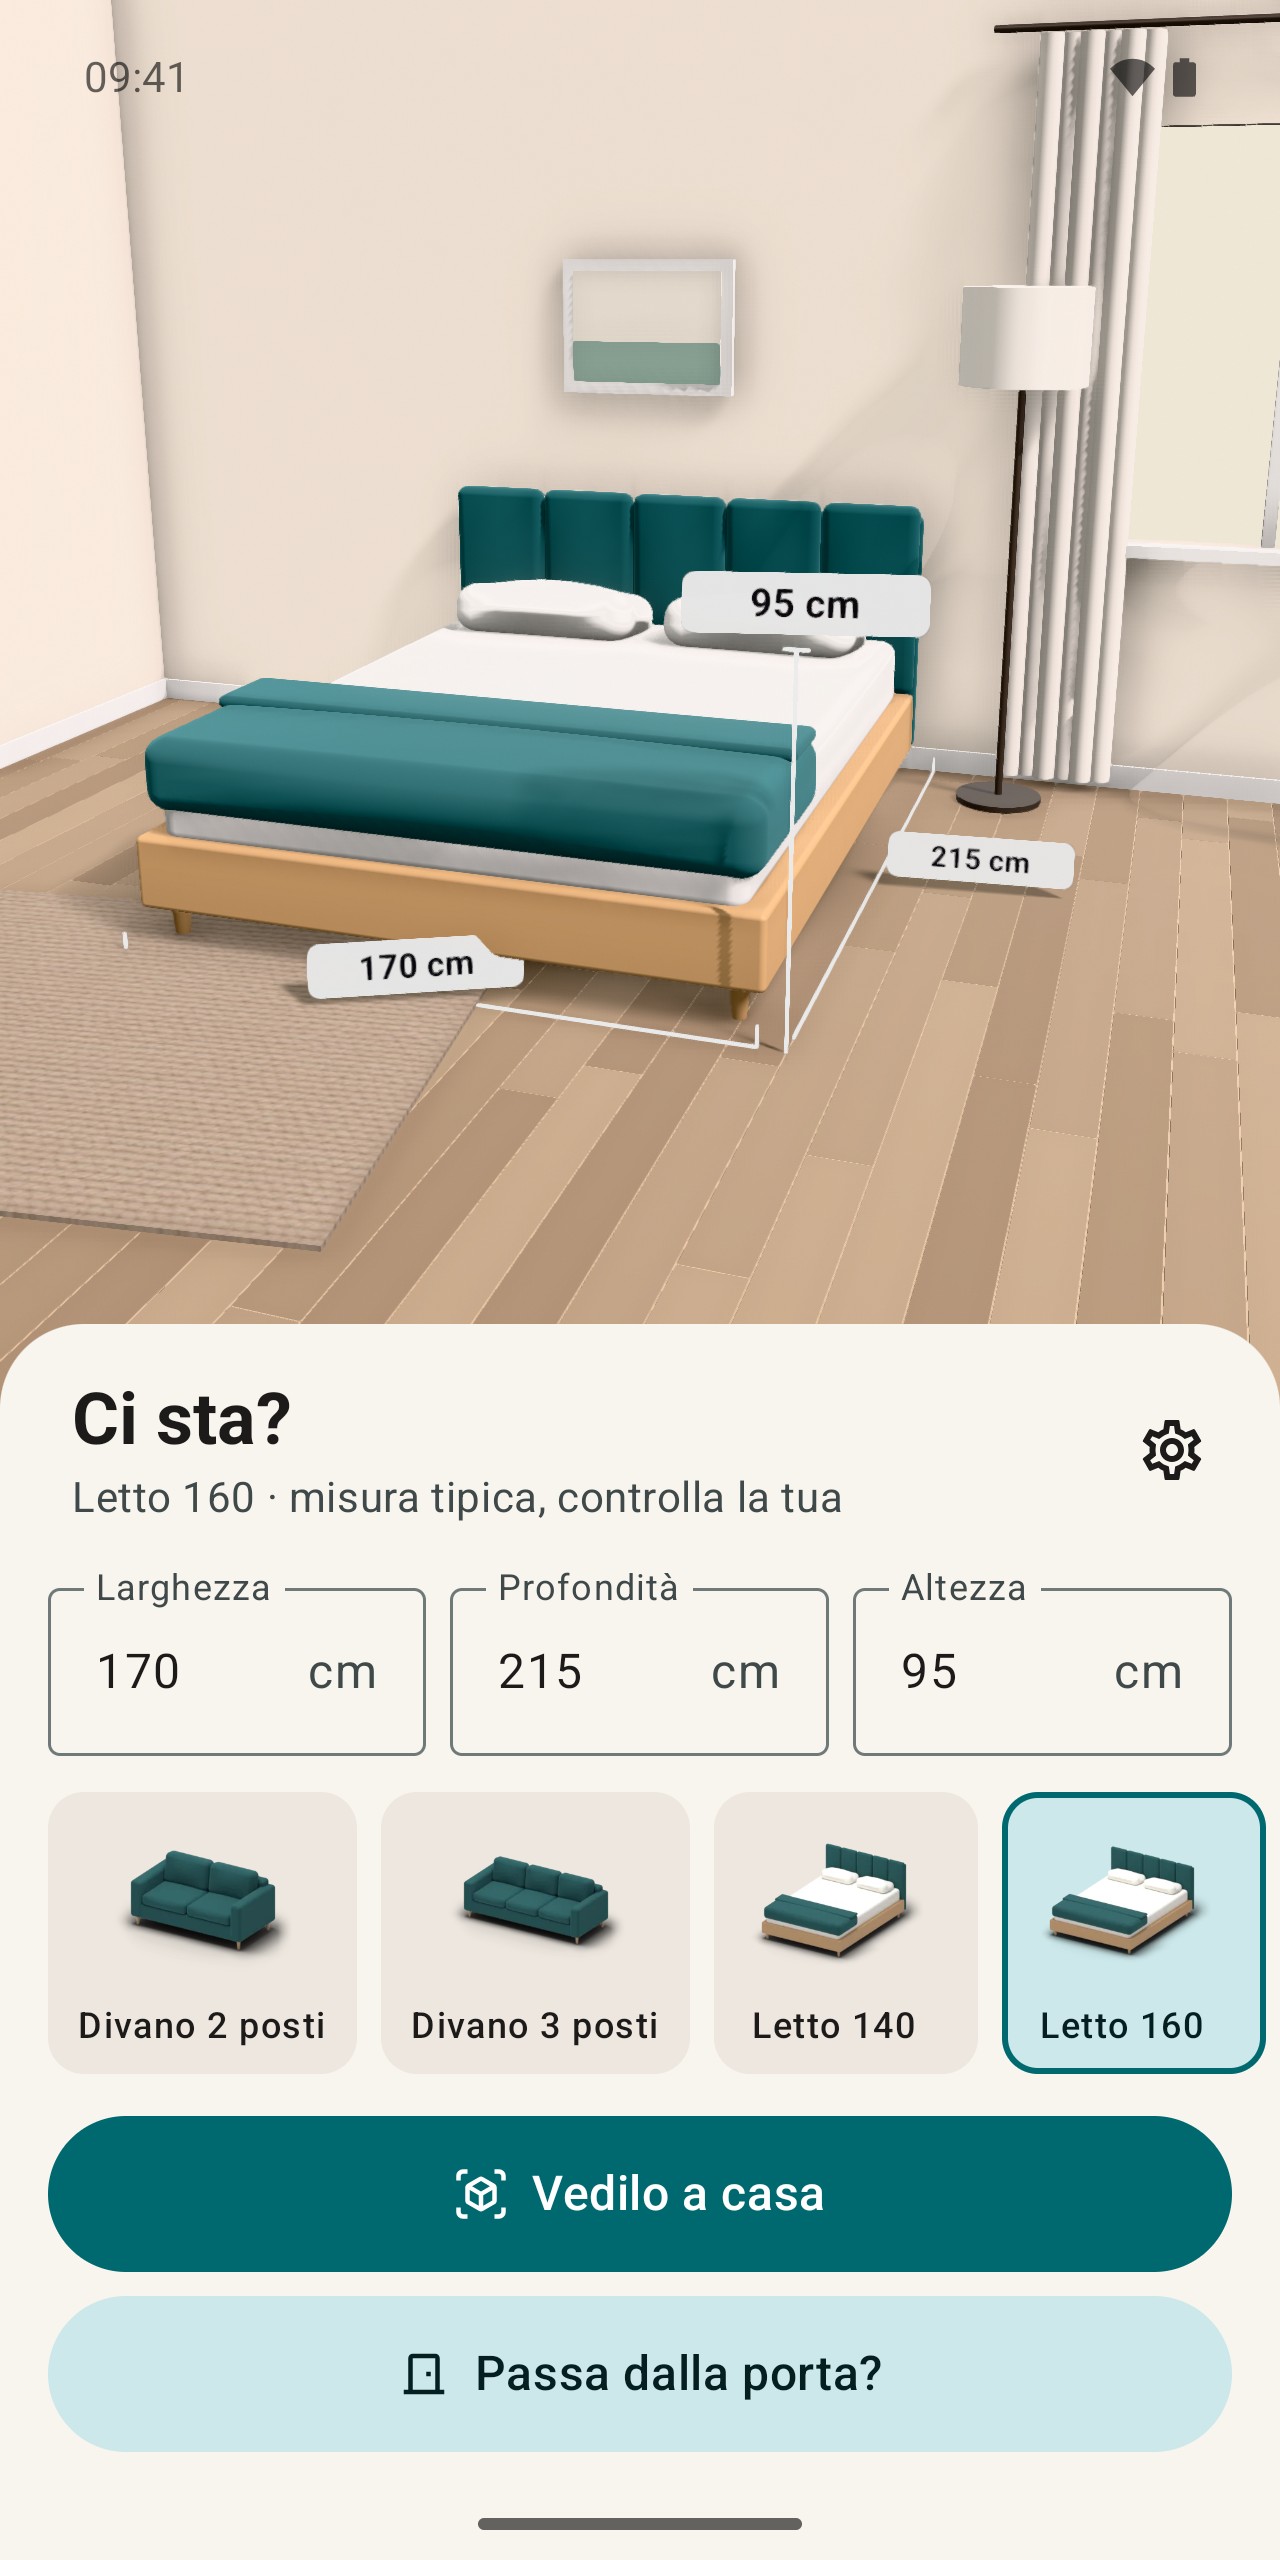 09:41
95 cm
215 cm
170 cm
Ci sta?
Letto 160 · misura tipica, controlla la tua
Larghezza
Profondità
Altezza
170 cm
215 cm
95 cm
Divano 2 posti
Divano 3 posti
Letto 140
Letto 160
Vedilo a casa
Passa dalla porta?